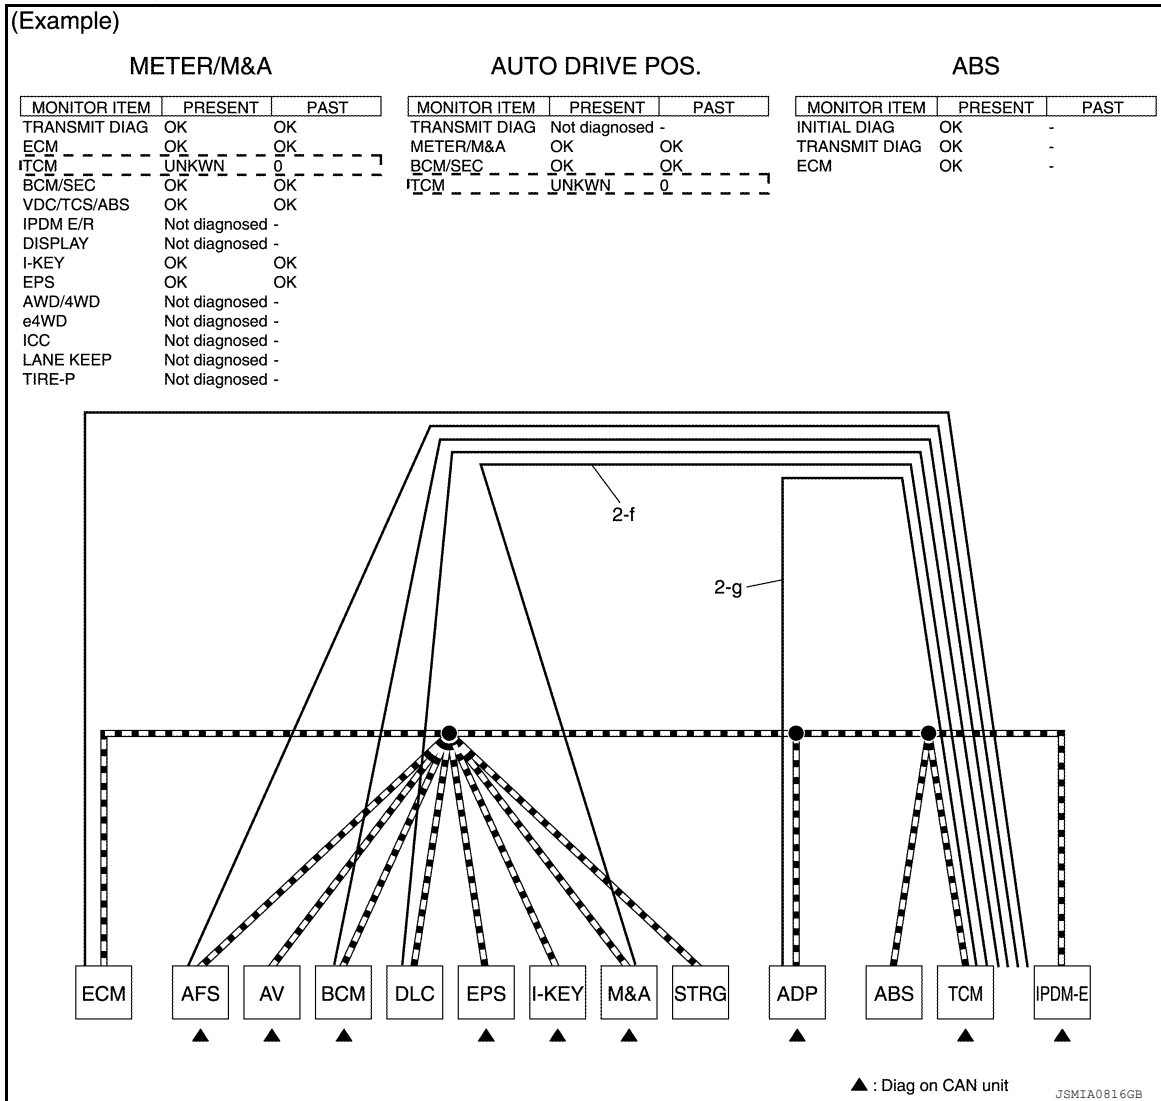 (Example)
METER/M&A
MONITOR ITEM PRESENT PAST
TRANSMIT DIAG OK OK
ECM OK OK
TCM UNKWN 0
BCM/SEC OK OK
VDC/TCS/ABS OK OK
IPDM E/R Not diagnosed -
DISPLAY Not diagnosed -
I-KEY OK OK
EPS OK OK
AWD/4WD Not diagnosed -
e4WD Not diagnosed -
ICC Not diagnosed -
LANE KEEP Not diagnosed -
TIRE-P Not diagnosed -
AUTO DRIVE POS.
MONITOR ITEM PRESENT PAST
TRANSMIT DIAG Not diagnosed -
METER/M&A OK OK
BCM/SEC OK OK
TCM UNKWN 0
ABS
MONITOR ITEM PRESENT PAST
INITIAL DIAG OK -
TRANSMIT DIAG OK -
ECM OK -
2-f
2-g
ECM AFS AV BCM DLC EPS I-KEY M&A STRG ADP ABS TCM IPDM-E
▲ : Diag on CAN unit
JSMIA0816GB